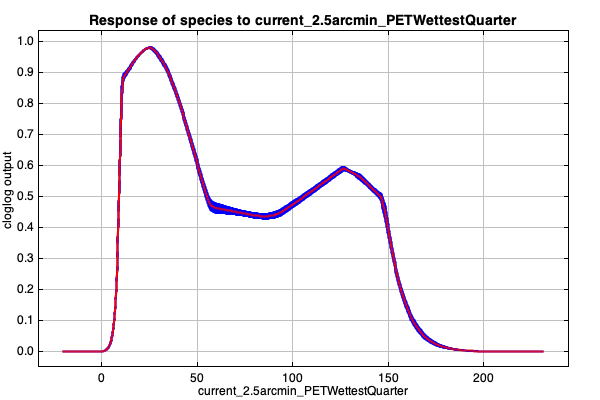 Response of species to current_2.5arcmin_PETWettestQuarter
1.0
0.9
0.8
0.7
0.6
0.5
0.4
0.3
0.2
0.1
0.0
cloglog output
0 50 100 150 200
current_2.5arcmin_PETWettestQuarter